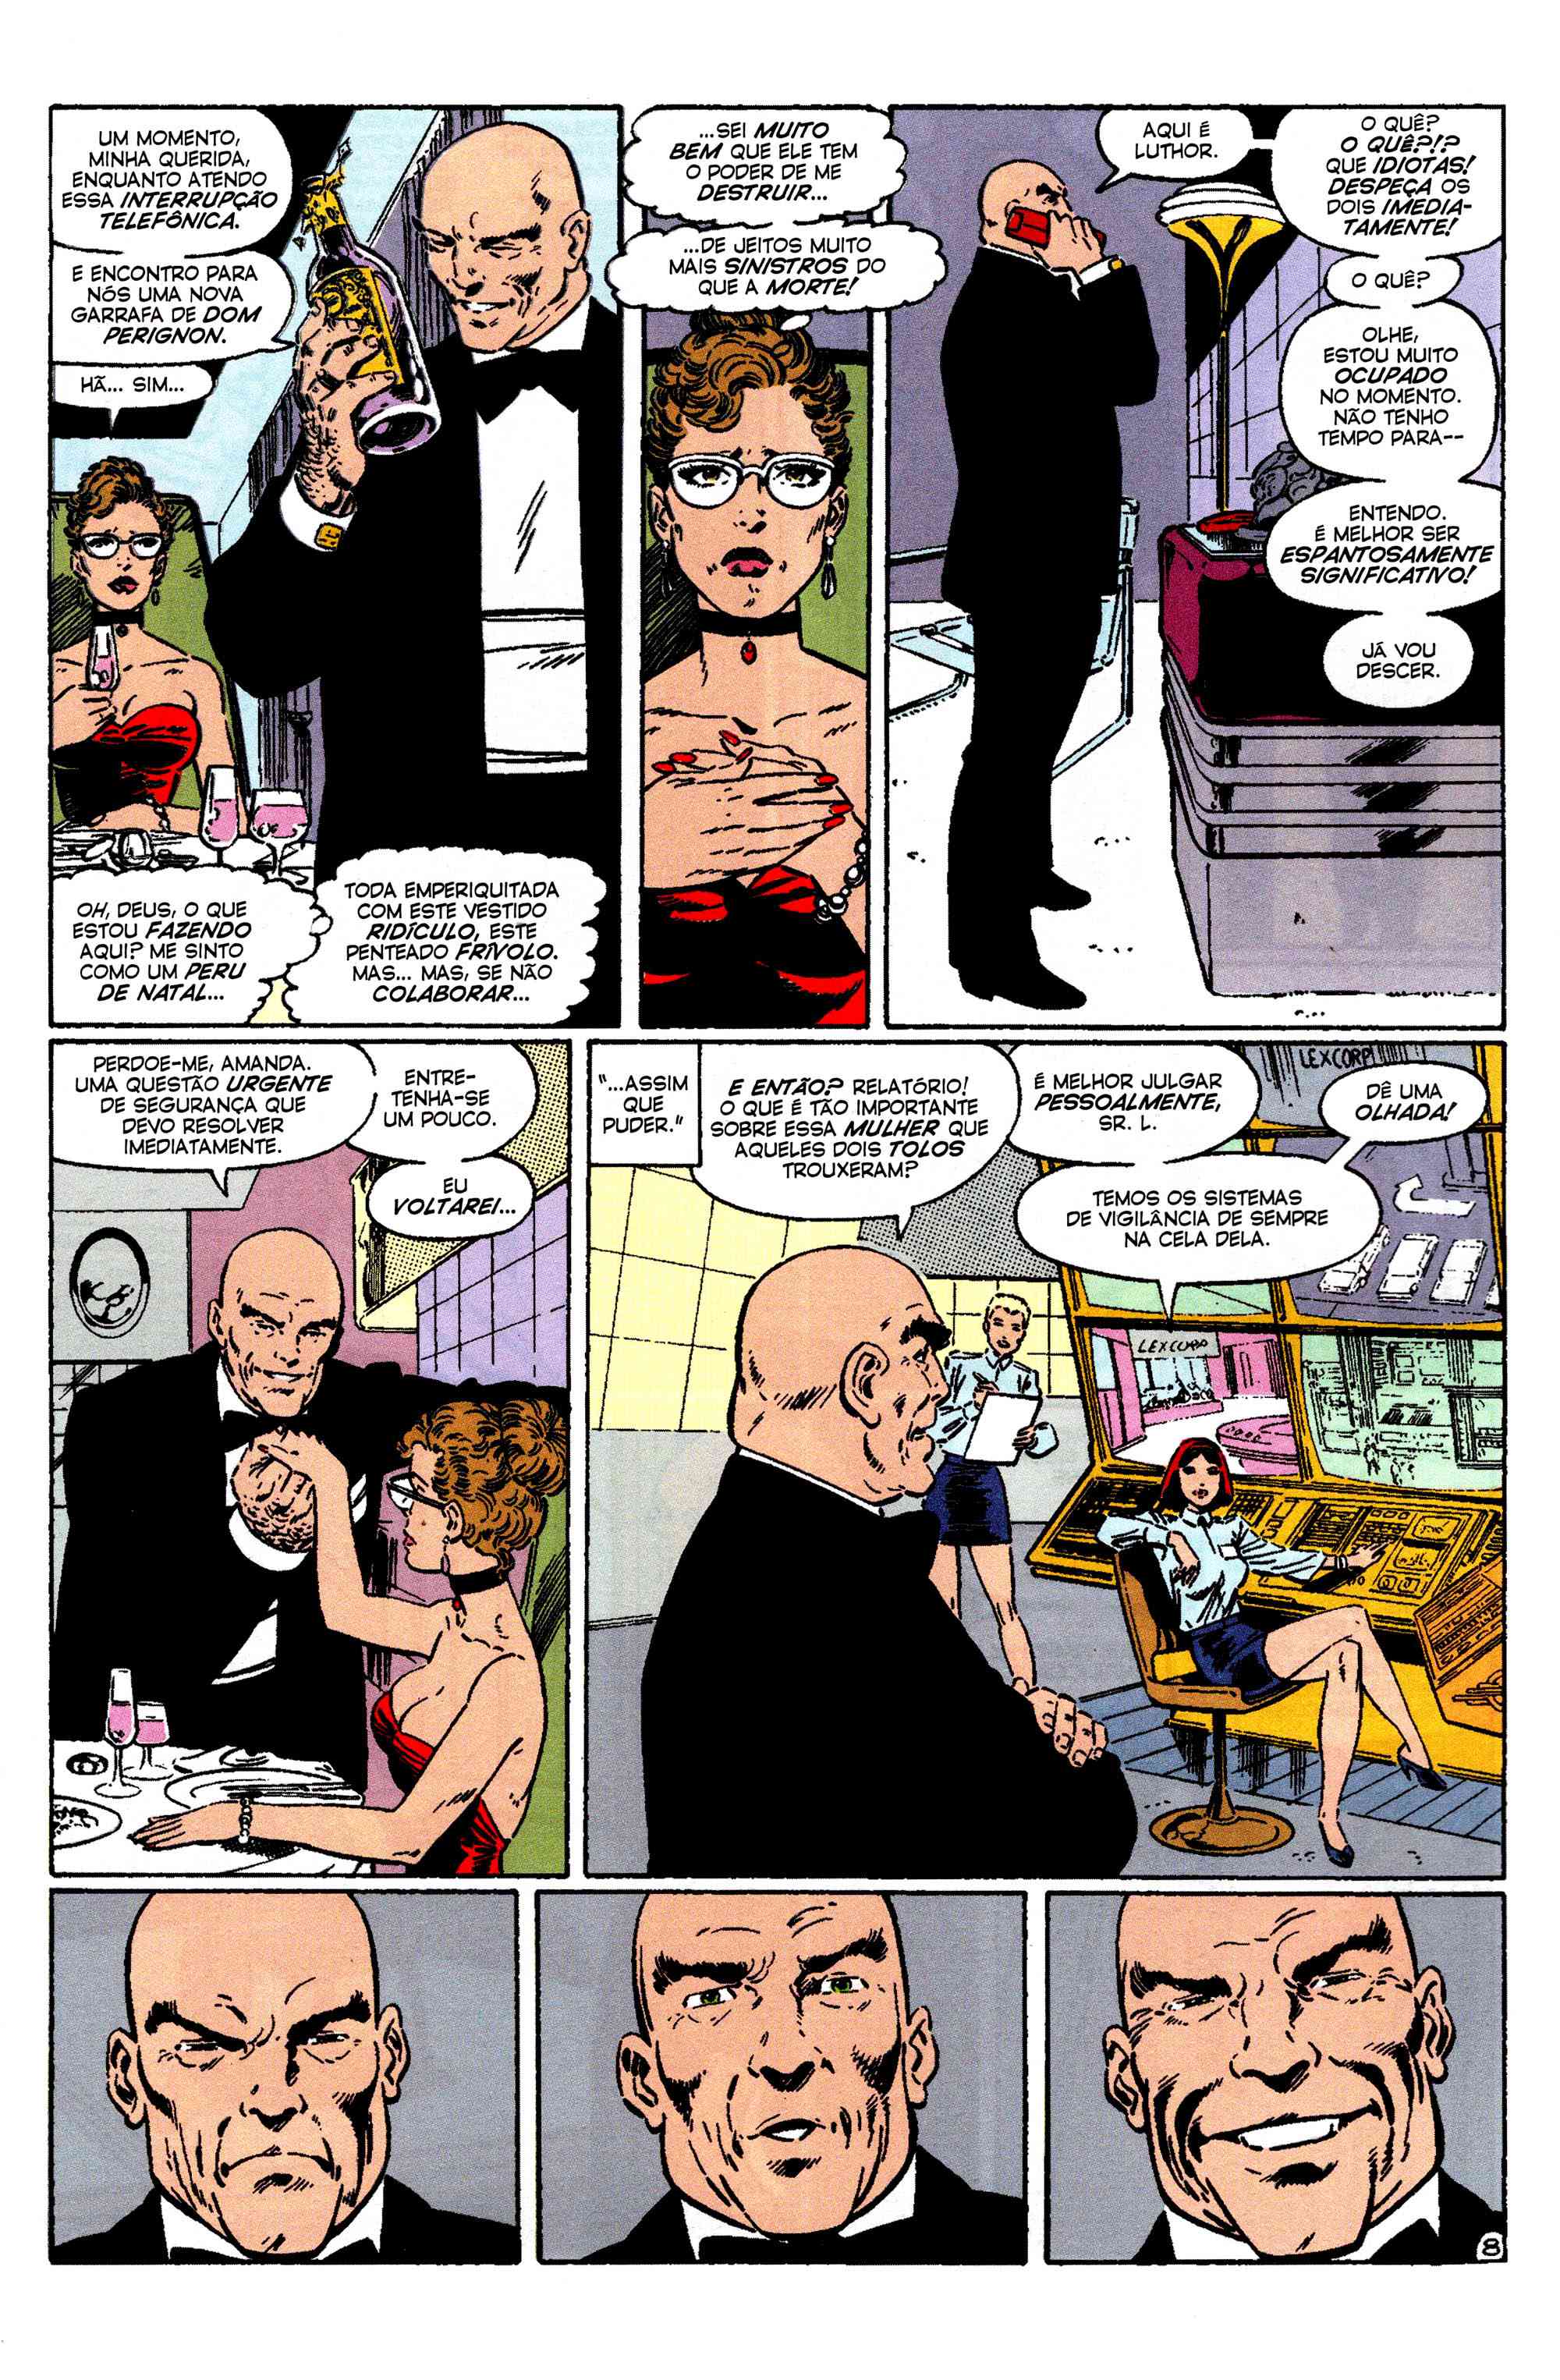 UM MOMENTO,
MINHA QUERIDA,
ENQUANTO ATENDO
ESSA INTERRUPÇÃO
TELEFÔNICA.
E ENCONTRO PARA
NÓS UMA NOVA
GARRAFA DE DOM
PERIGNON.
HÃ... SIM...
OH, DEUS, O QUE
ESTOU FAZENDO
AQUI? ME SINTO
COMO UM PERU
DE NATAL...
TODA EMPERIQUITADA
COM ESTE VESTIDO
RIDÍCULO, ESTE
PENTEADO FRÍVOLO.
MAS... MAS, SE NÃO
COLABORAR...
...SEI MUITO
BEM QUE ELE TEM
O PODER DE ME
DESTRUIR...
...DE JEITOS MUITO
MAIS SINISTROS DO
QUE A MORTE!
AQUI É
LUTHOR.
O QUÊ?
O QUÊ?!?
QUE IDIOTAS!
DESPEÇA OS
DOIS IMEDIA-
TAMENTE!
O QUÊ?
OLHE,
ESTOU MUITO
OCUPADO
NO MOMENTO.
NÃO TENHO
TEMPO PARA--
ENTENDO.
É MELHOR SER
ESPANTOSAMENTE
SIGNIFICATIVO!
JÁ VOU
DESCER.
PERDOE-ME, AMANDA.
UMA QUESTÃO URGENTE
DE SEGURANÇA QUE
DEVO RESOLVER
IMEDIATAMENTE.
ENTRE-
TENHA-SE
UM POUCO.
EU
VOLTAREI...
"...ASSIM
QUE
PUDER."
E ENTÃO? RELATÓRIO!
O QUE É TÃO IMPORTANTE
SOBRE ESSA MULHER QUE
AQUELES DOIS TOLOS
TROUXERAM?
É MELHOR JULGAR
PESSOALMENTE,
SR. L.
LEXCORP
DÊ UMA
OLHADA!
TEMOS OS SISTEMAS
DE VIGILÂNCIA DE SEMPRE
NA CELA DELA.
LEXCORP
8